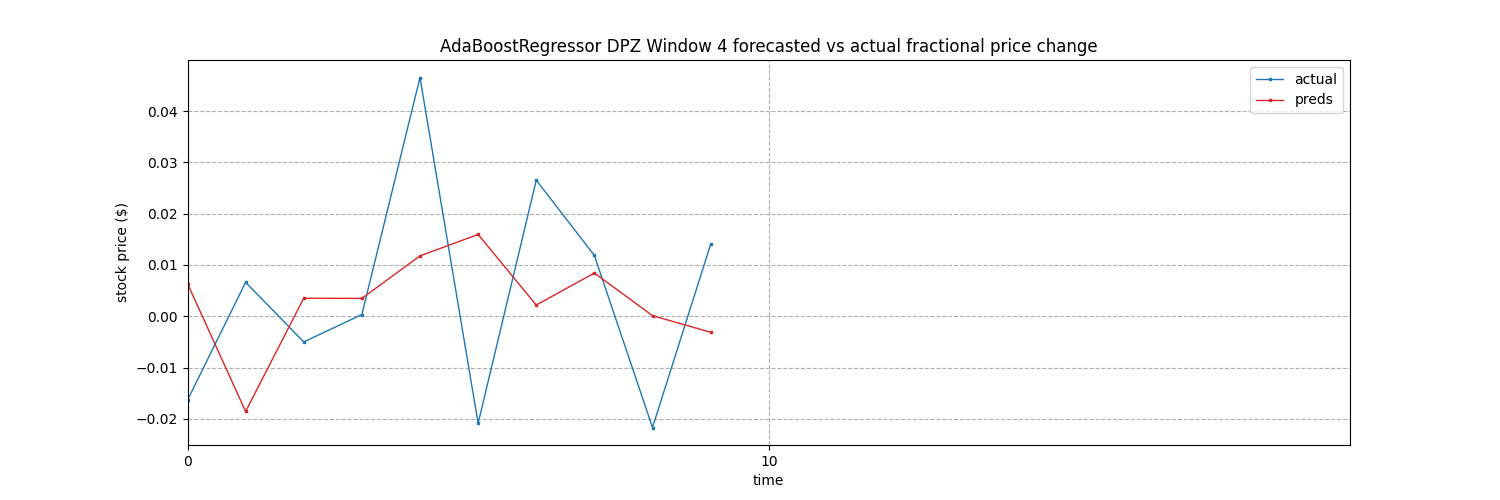 AdaBoostRegressor DPZ Window 4 forecasted vs actual fractional price change
actual
preds
0.04
0.03
0.02
0.01
0.00
−0.01
−0.02
stock price ($)
0
10
time